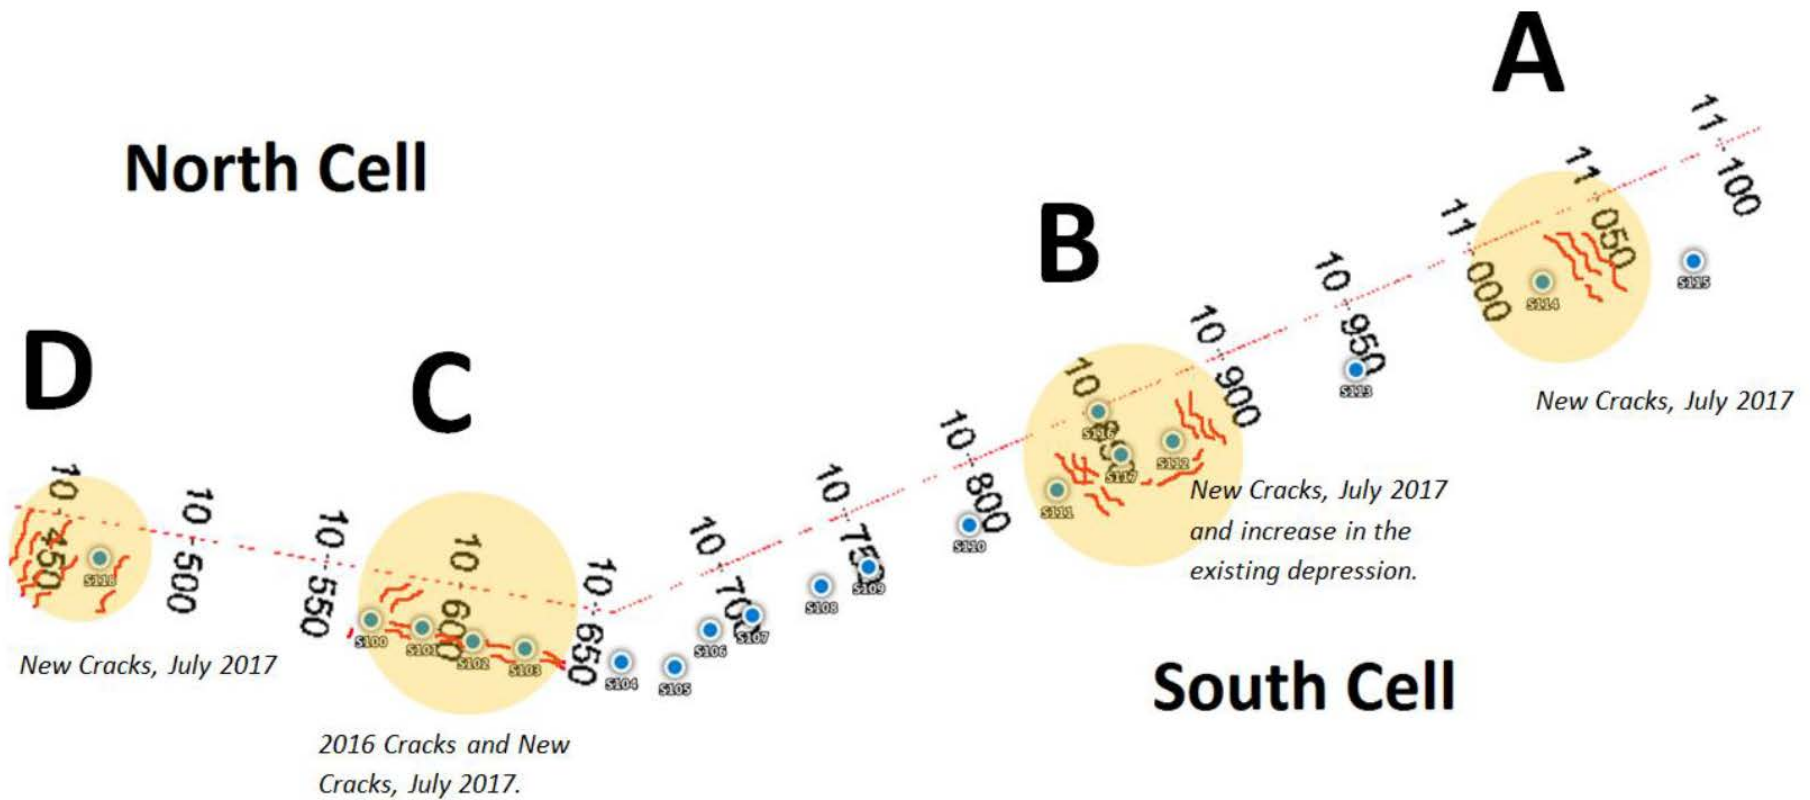 A
North Cell
B
D
C
10 450
10 500
10 550
10 600
10 650
10 700
10 750
10 800
10
10 900
10 950
11 000
11 050
11 100
S118
S100
S101
S102
S103
S104
S105
S106
S107
S108
S109
S110
S111
S116
S117
S112
S113
S114
S115
New Cracks, July 2017
New Cracks, July 2017
and increase in the
existing depression.
New Cracks, July 2017
2016 Cracks and New
Cracks, July 2017.
South Cell